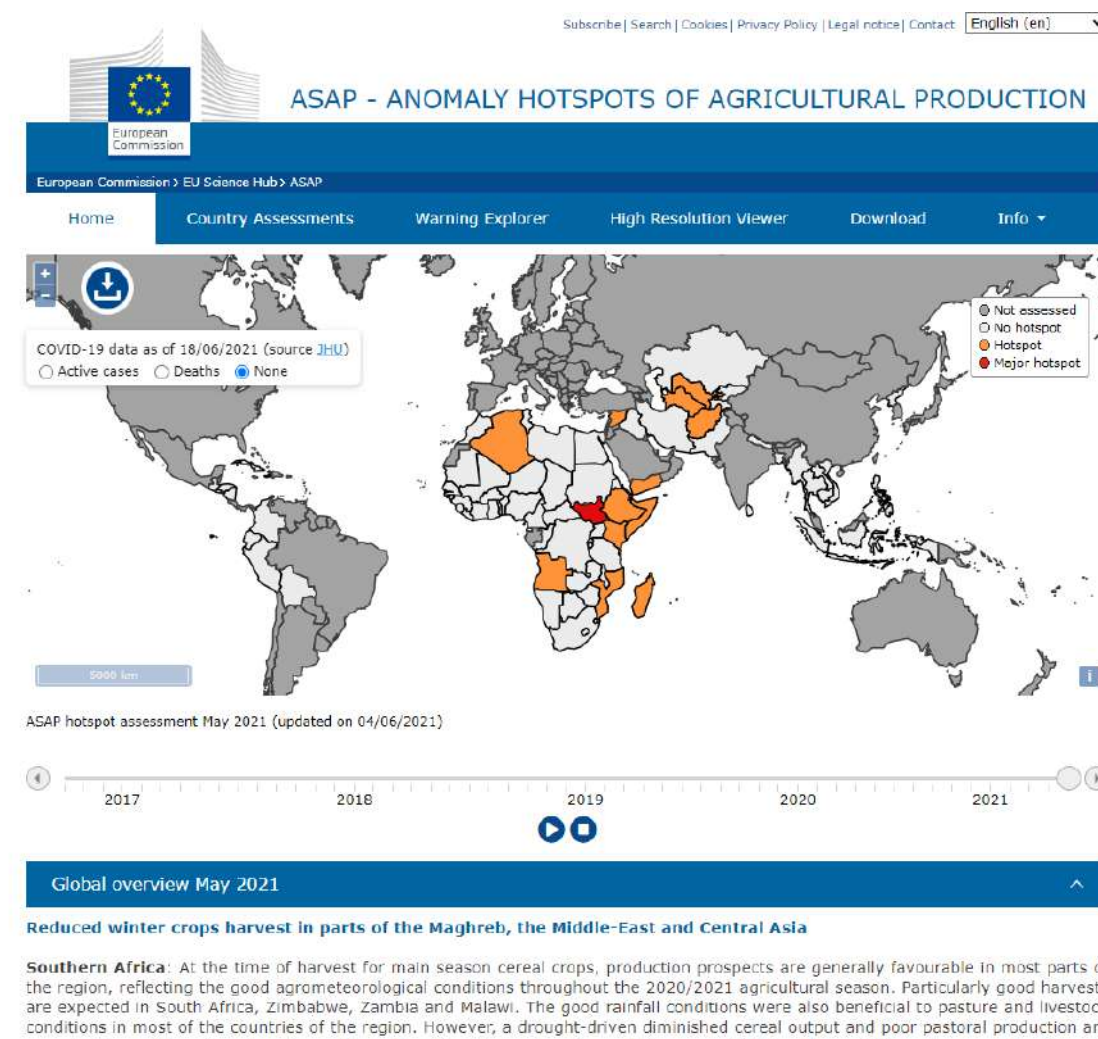 Subscribe| Search | Cookies| Privacy Policy | Legal notice| Contact English (en)
ASAP - ANOMALY HOTSPOTS OF AGRICULTURAL PRODUCTION
European
Commission
European Commission > EU Science Hub > ASAP
Home Country Assessments Warning Explorer High Resolution Viewer Download Info
+
−
Not assessed
No hotspot
Hotspot
Major hotspot
COVID-19 data as of 18/06/2021 (source JHU)
Active cases Deaths None
5000 km
i
ASAP hotspot assessment May 2021 (updated on 04/06/2021)
2017 2018 2019 2020 2021
Global overview May 2021
Reduced winter crops harvest in parts of the Maghreb, the Middle-East and Central Asia
Southern Africa: At the time of harvest for main season cereal crops, production prospects are generally favourable in most parts o
the region, reflecting the good agrometeorological conditions throughout the 2020/2021 agricultural season. Particularly good harvest
are expected in South Africa, Zimbabwe, Zambia and Malawi. The good rainfall conditions were also beneficial to pasture and livestoc
conditions in most of the countries of the region. However, a drought-driven diminished cereal output and poor pastoral production ar